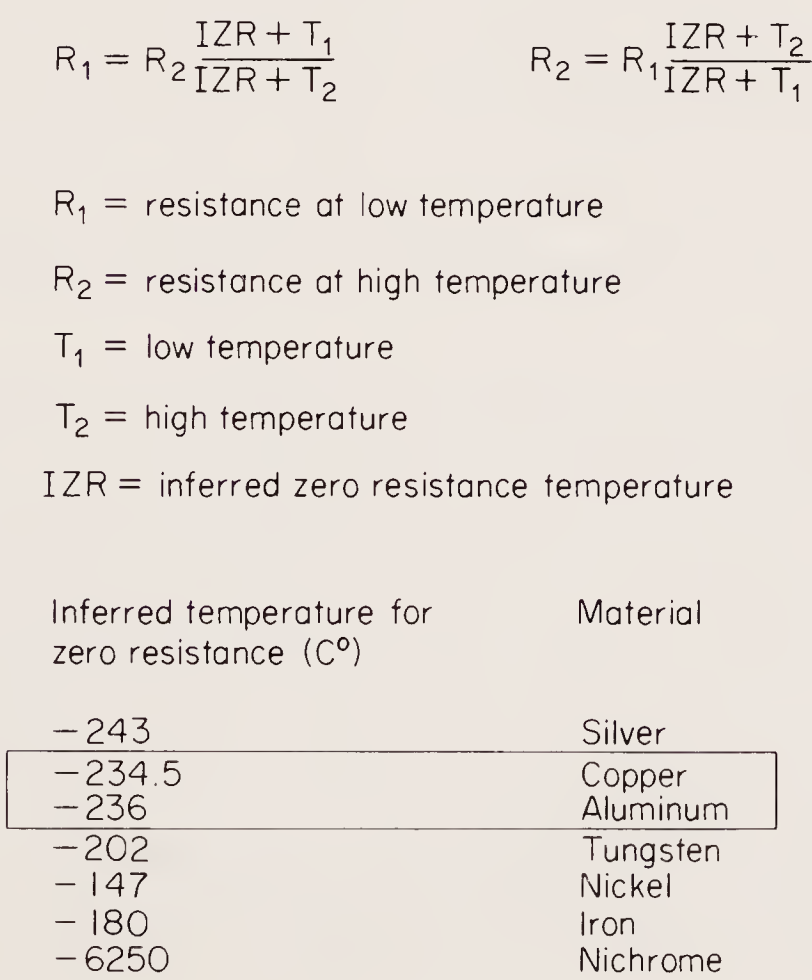 R₁ = R₂ (IZR + T₁)/(IZR + T₂) R₂ = R₁ (IZR + T₂)/(IZR + T₁)
R₁ = resistance at low temperature
R₂ = resistance at high temperature
T₁ = low temperature
T₂ = high temperature
IZR = inferred zero resistance temperature
Inferred temperature for Material
zero resistance (C°)
−243 Silver
−234.5 Copper
−236 Aluminum
−202 Tungsten
−147 Nickel
−180 Iron
−6250 Nichrome